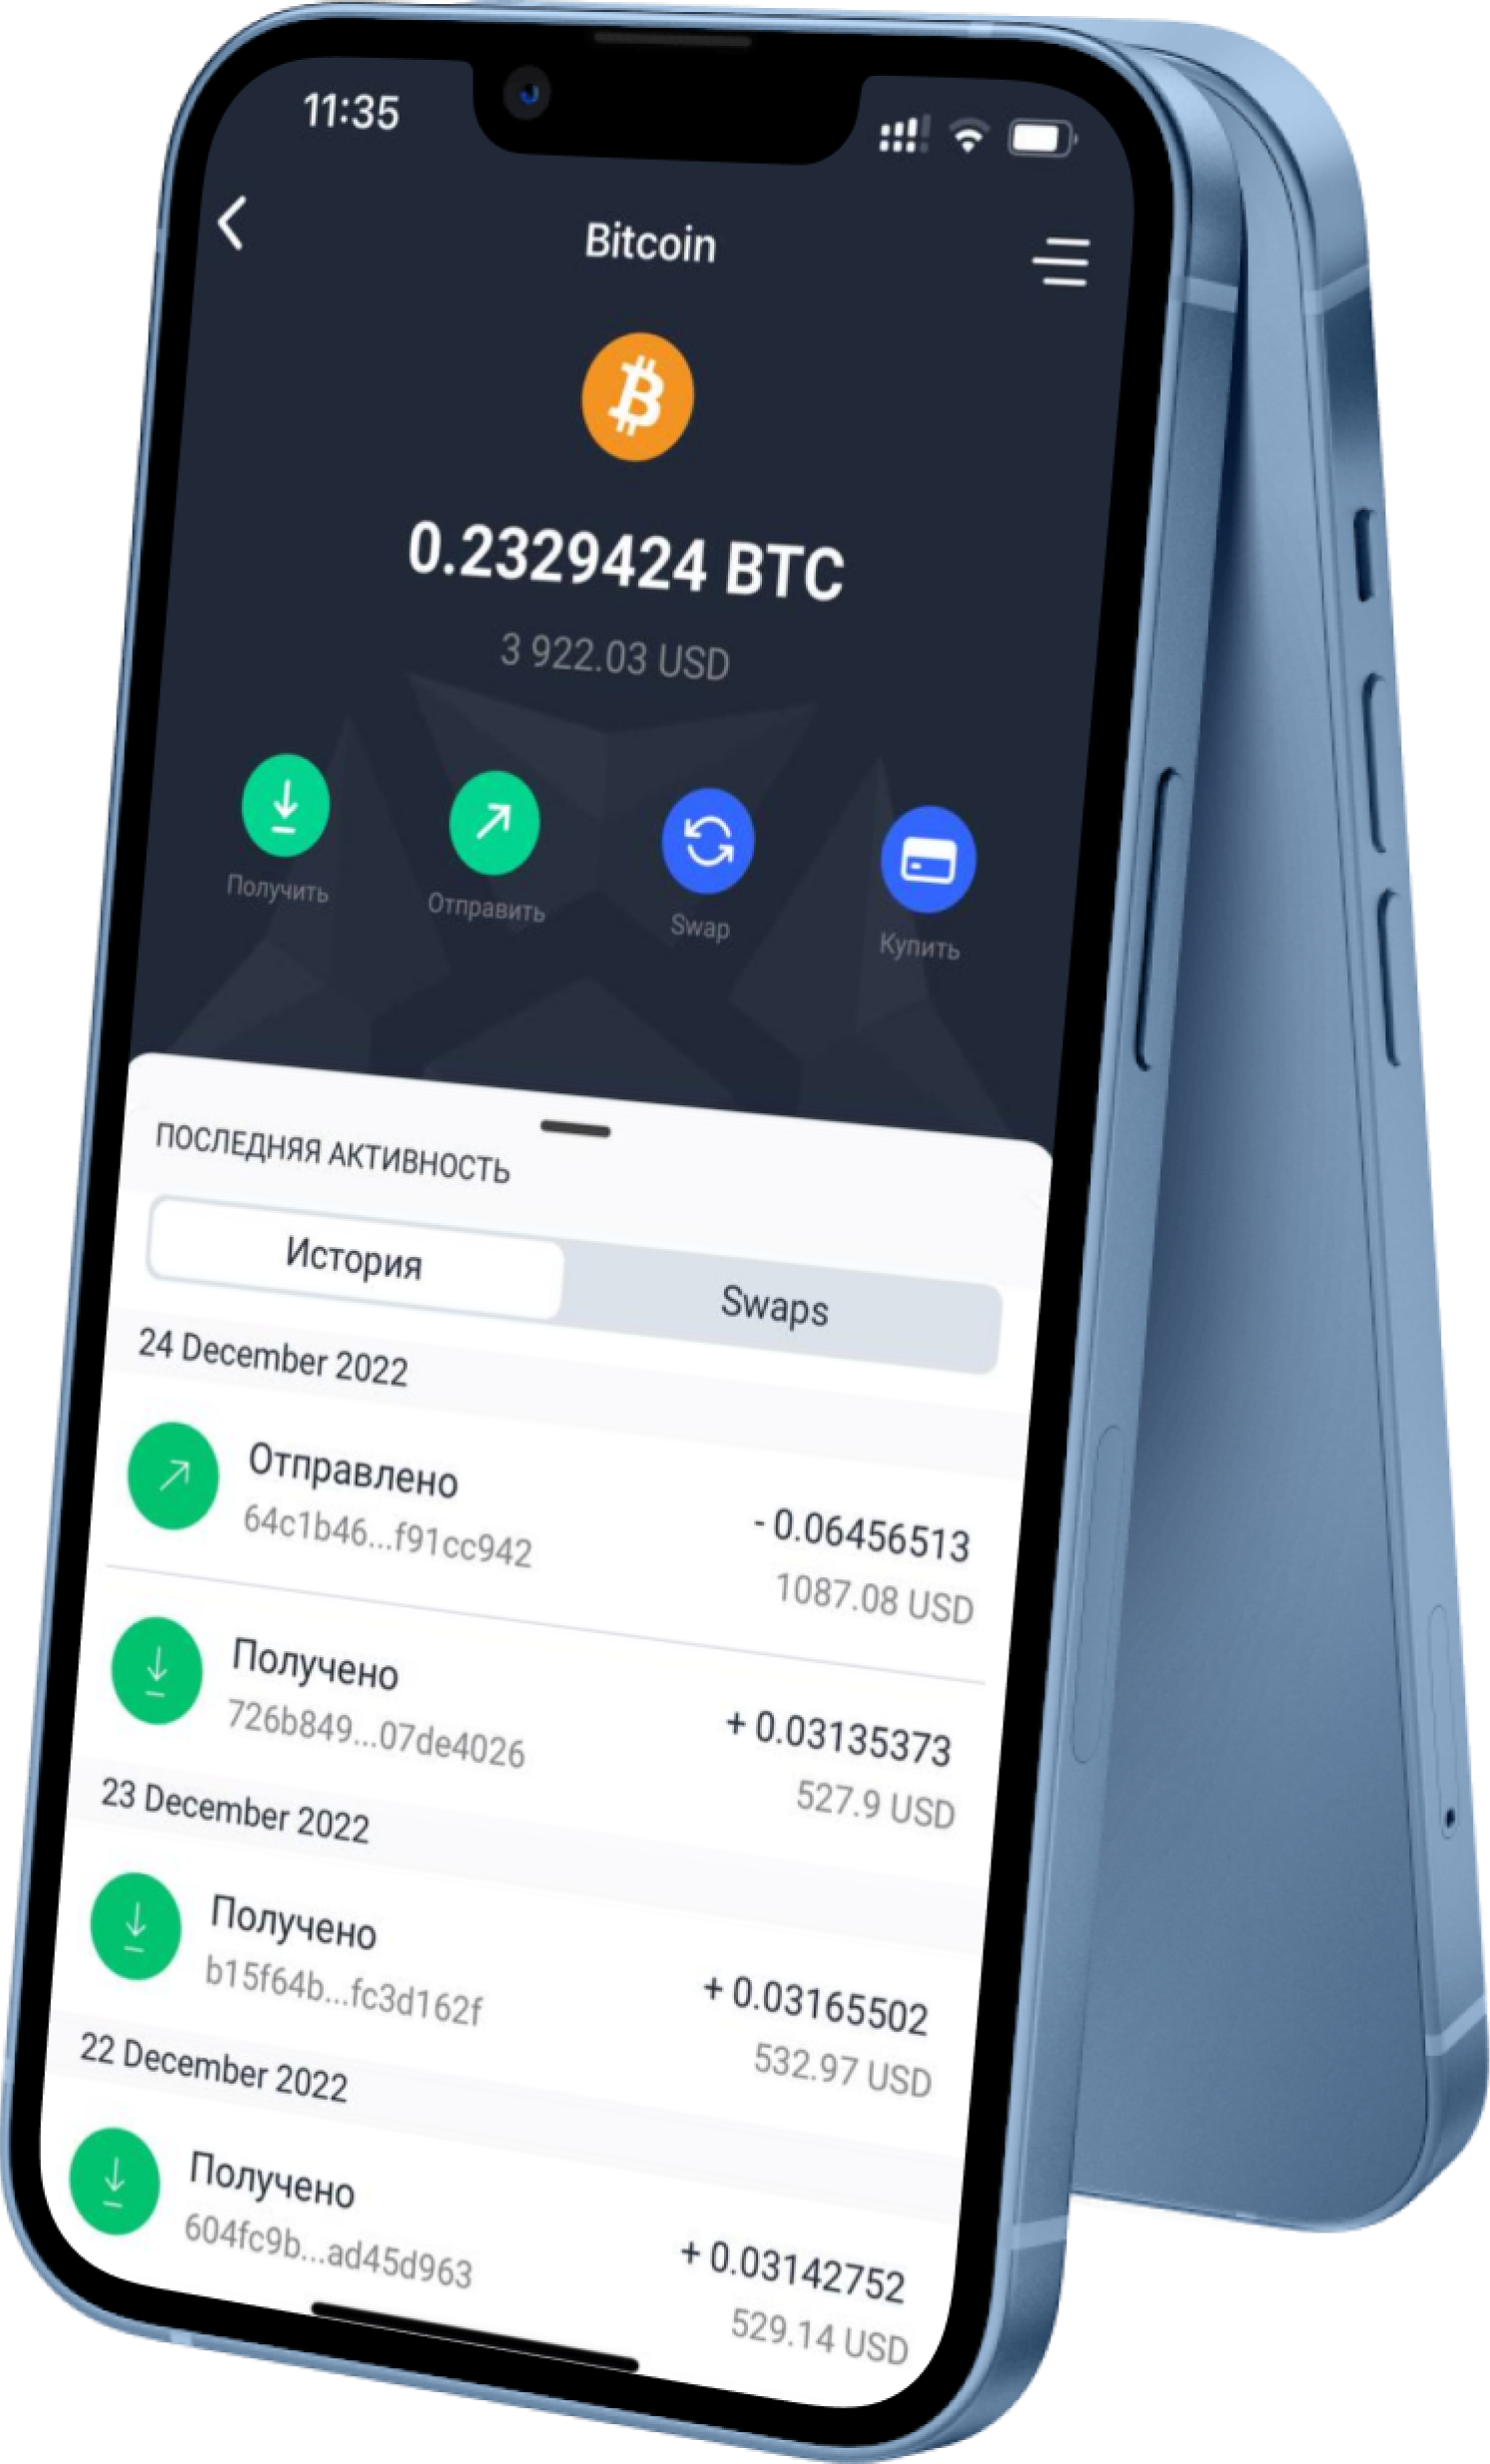 11:35
Bitcoin
0.2329424 BTC
3 922.03 USD
Получить
Отправить
Swap
Купить
ПОСЛЕДНЯЯ АКТИВНОСТЬ
История
Swaps
24 December 2022
Отправлено
- 0.06456513
64c1b46...f91cc942
1087.08 USD
Получено
+ 0.03135373
726b849...07de4026
527.9 USD
23 December 2022
Получено
+ 0.03165502
b15f64b...fc3d162f
532.97 USD
22 December 2022
Получено
+ 0.03142752
604fc9b...ad45d963
529.14 USD